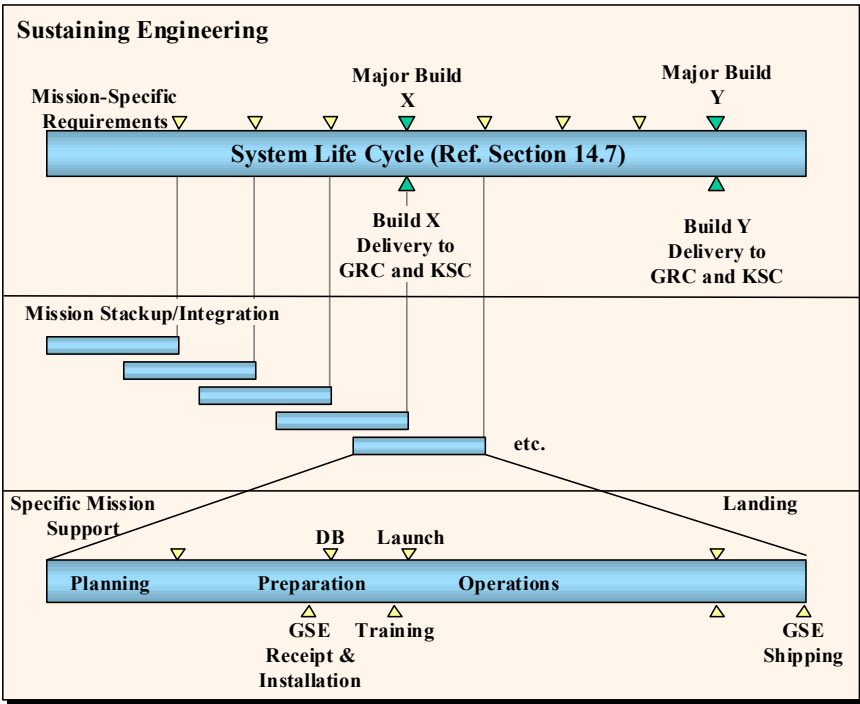 Sustaining Engineering
Major Build
X
Major Build
Y
Mission-Specific
Requirements
System Life Cycle (Ref. Section 14.7)
Build X
Delivery to
GRC and KSC
Build Y
Delivery to
GRC and KSC
Mission Stackup/Integration
etc.
Specific Mission
Support
Landing
DB
Launch
Planning
Preparation
Operations
GSE
Receipt &
Installation
Training
GSE
Shipping